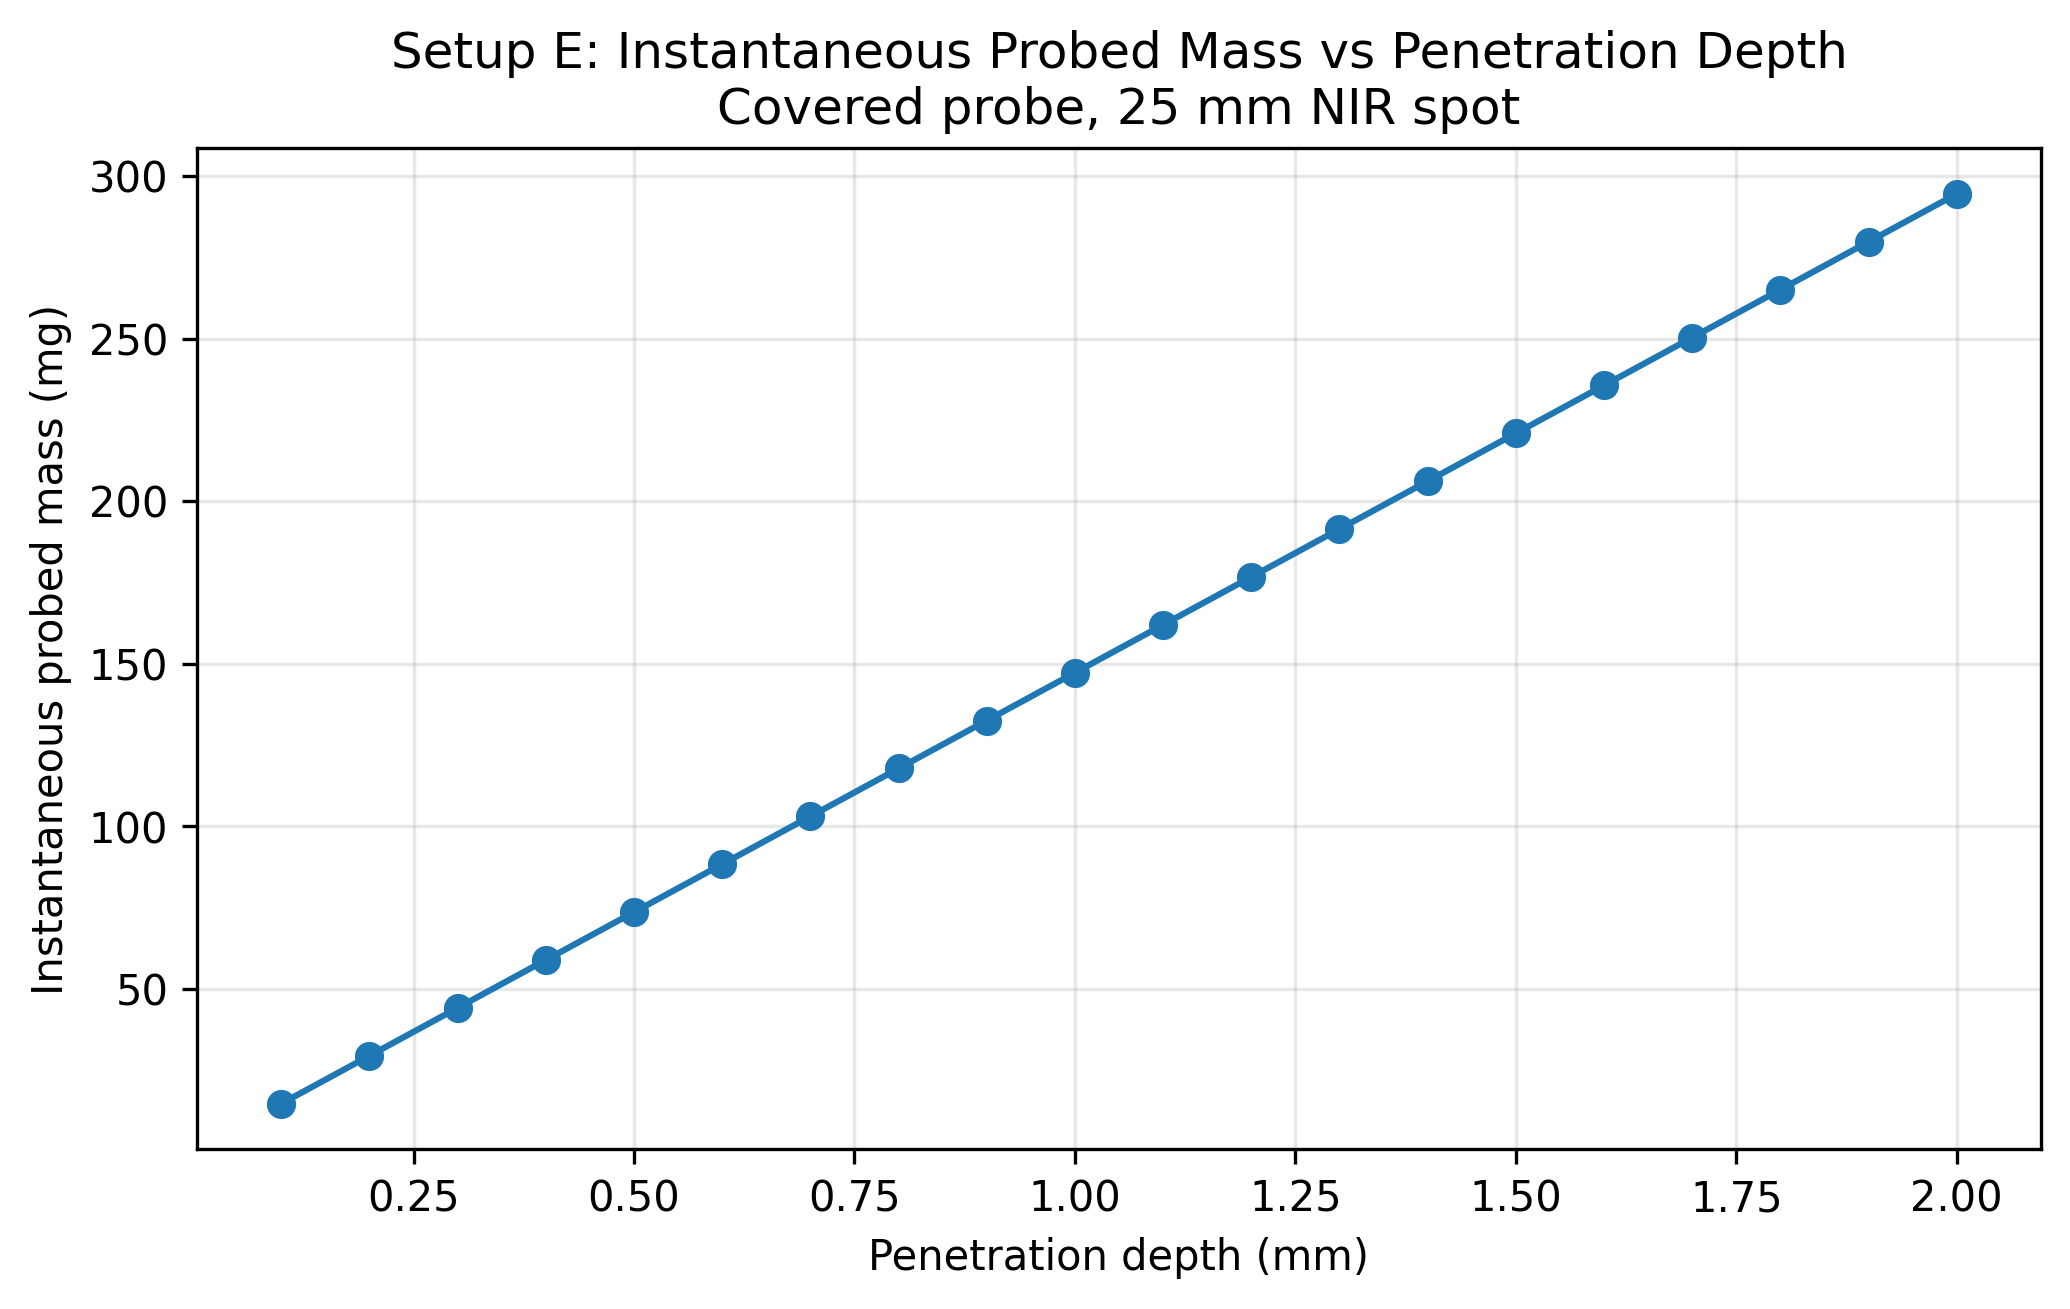 Setup E: Instantaneous Probed Mass vs Penetration Depth
Covered probe, 25 mm NIR spot
Instantaneous probed mass (mg)
300
250
200
150
100
50
0.25 0.50 0.75 1.00 1.25 1.50 1.75 2.00
Penetration depth (mm)